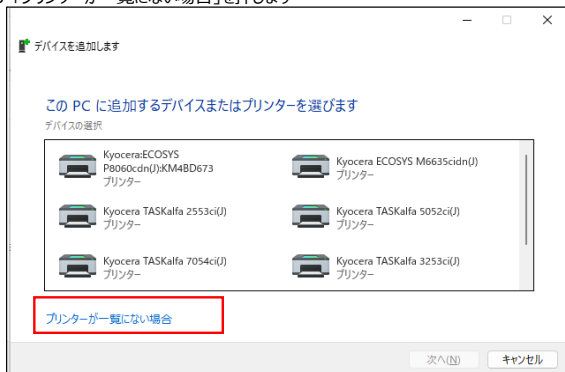 プリンターが一覧にない場合」を押します
デバイスを追加します
この PC に追加するデバイスまたはプリンターを選びます
デバイスの選択
Kyocera:ECOSYS
P8060cdn(J):KM4BD673
プリンター
Kyocera ECOSYS M6635cidn(J)
プリンター
Kyocera TASKalfa 2553ci(J)
プリンター
Kyocera TASKalfa 5052ci(J)
プリンター
Kyocera TASKalfa 7054ci(J)
プリンター
Kyocera TASKalfa 3253ci(J)
プリンター
プリンターが一覧にない場合
次へ(N)
キャンセル